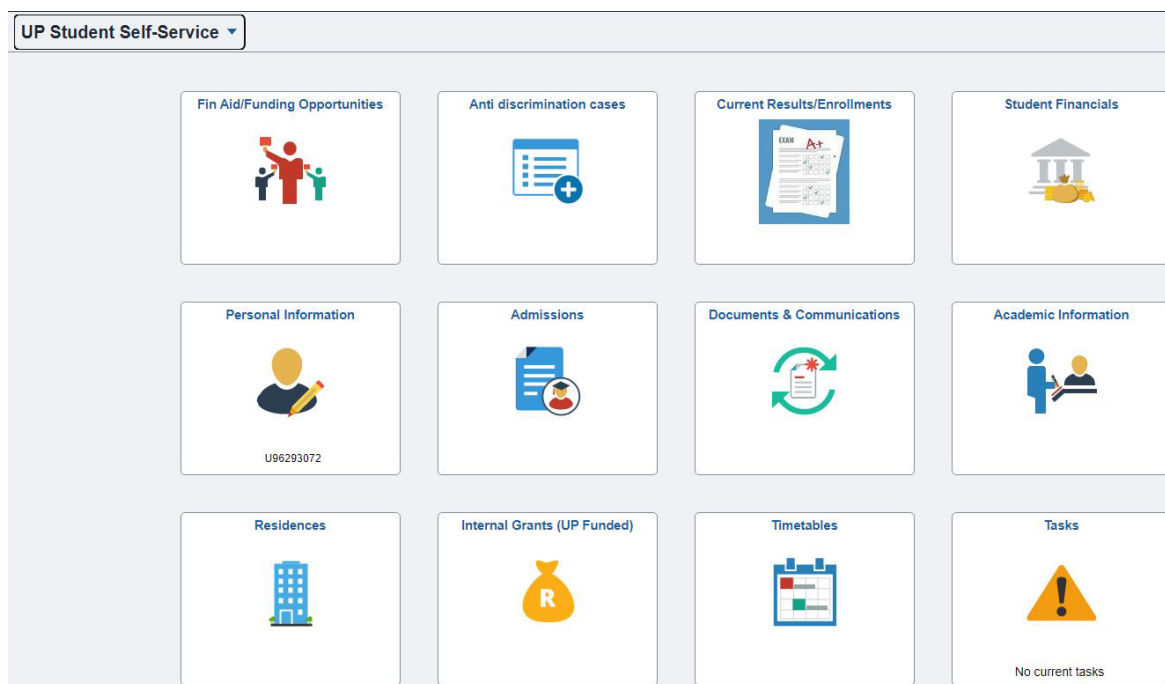 UP Student Self-Service
Fin Aid/Funding Opportunities
Anti discrimination cases
Current Results/Enrollments
EXAM A+
Student Financials
Personal Information
U96293072
Admissions
Documents & Communications
Academic Information
Residences
Internal Grants (UP Funded)
R
Timetables
Tasks
No current tasks